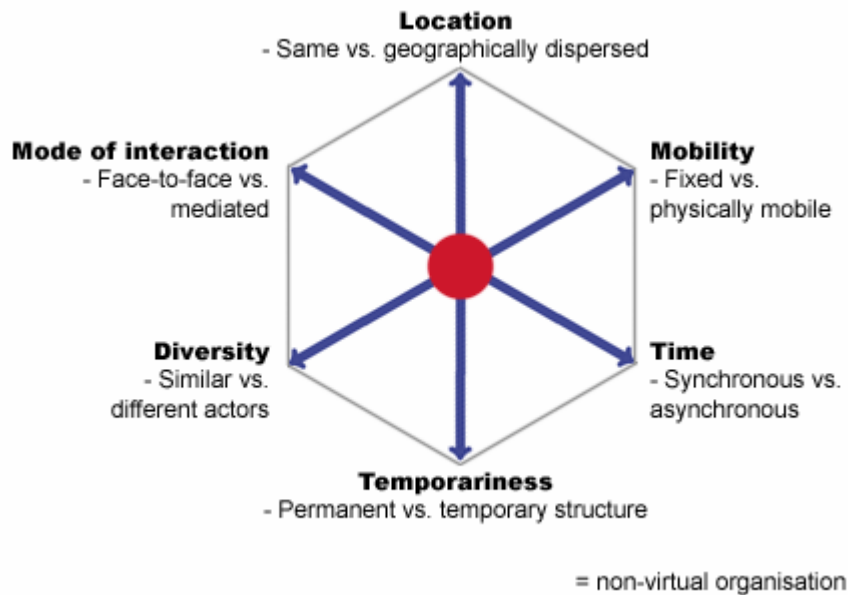 Location
- Same vs. geographically dispersed
Mode of interaction
- Face-to-face vs.
mediated
Mobility
- Fixed vs.
physically mobile
Diversity
- Similar vs.
different actors
Time
- Synchronous vs.
asynchronous
Temporariness
- Permanent vs. temporary structure
= non-virtual organisation